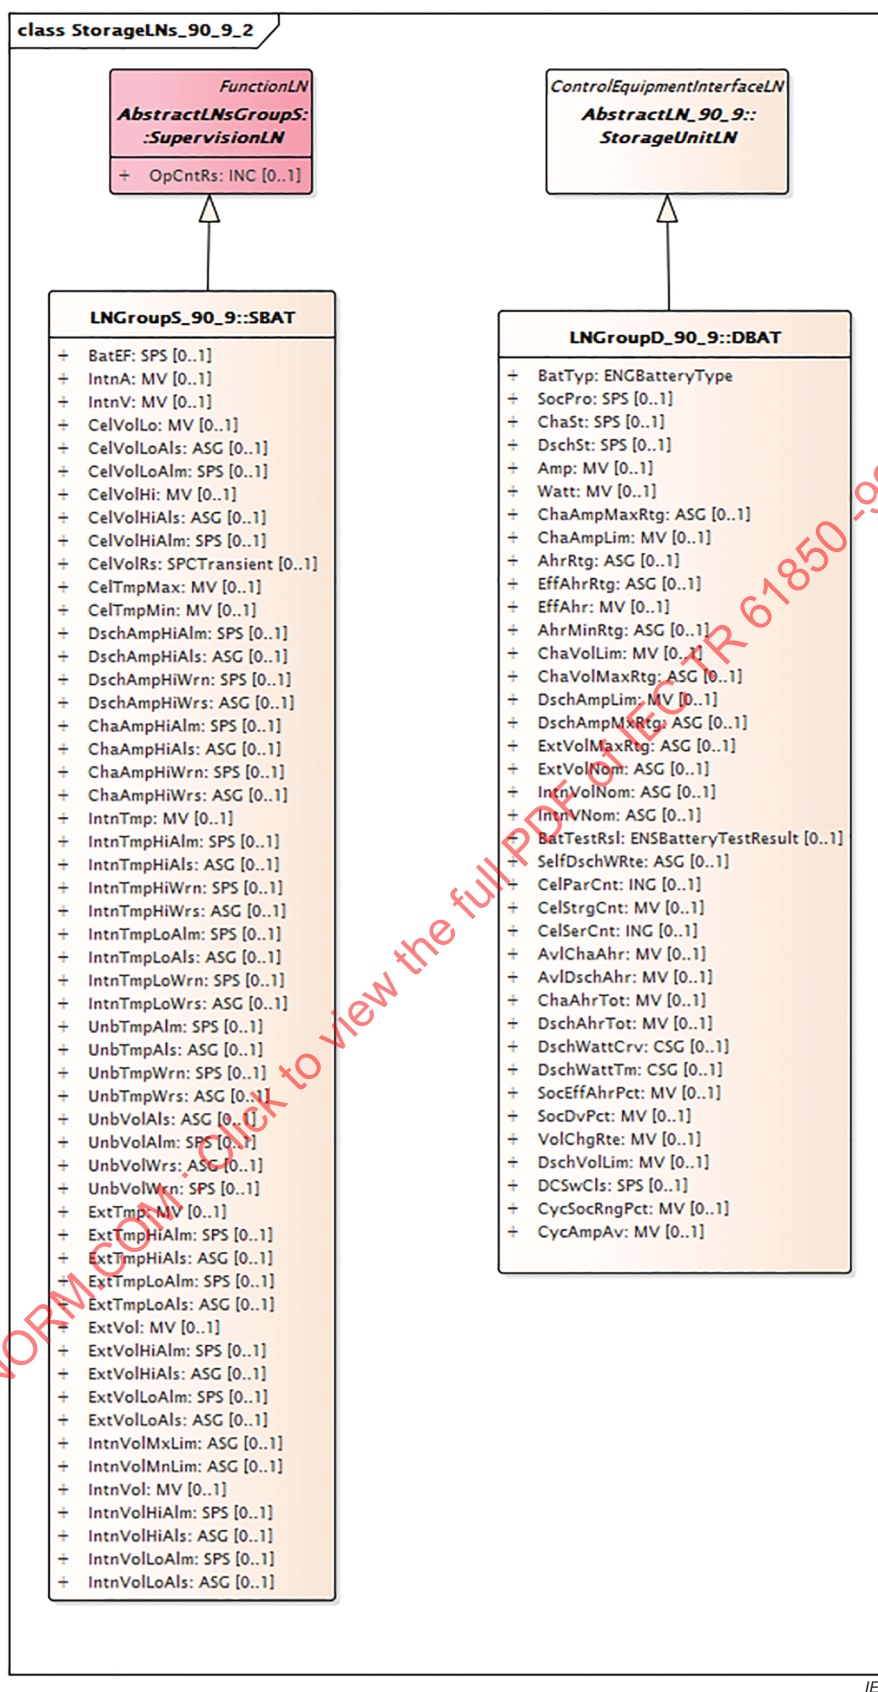 class StorageLNs_90_9_2
FunctionLN
AbstractLNsGroupS:
:SupervisionLN
+ OpCntRs: INC [0..1]
ControlEquipmentInterfaceLN
AbstractLN_90_9::
StorageUnitLN
LNGroupS_90_9::SBAT
+ BatEF: SPS [0..1]
+ IntnA: MV [0..1]
+ IntnV: MV [0..1]
+ CelVolLo: MV [0..1]
+ CelVolLoAls: ASG [0..1]
+ CelVolLoAlm: SPS [0..1]
+ CelVolHi: MV [0..1]
+ CelVolHiAls: ASG [0..1]
+ CelVolHiAlm: SPS [0..1]
+ CelVolRs: SPCTransient [0..1]
+ CelTmpMax: MV [0..1]
+ CelTmpMin: MV [0..1]
+ DschAmpHiAlm: SPS [0..1]
+ DschAmpHiAls: ASG [0..1]
+ DschAmpHiWrn: SPS [0..1]
+ DschAmpHiWrs: ASG [0..1]
+ ChaAmpHiAlm: SPS [0..1]
+ ChaAmpHiAls: ASG [0..1]
+ ChaAmpHiWrn: SPS [0..1]
+ ChaAmpHiWrs: ASG [0..1]
+ IntnTmp: MV [0..1]
+ IntnTmpHiAlm: SPS [0..1]
+ IntnTmpHiAls: ASG [0..1]
+ IntnTmpHiWrn: SPS [0..1]
+ IntnTmpHiWrs: ASG [0..1]
+ IntnTmpLoAlm: SPS [0..1]
+ IntnTmpLoAls: ASG [0..1]
+ IntnTmpLoWrn: SPS [0..1]
+ IntnTmpLoWrs: ASG [0..1]
+ UnbTmpAlm: SPS [0..1]
+ UnbTmpAls: ASG [0..1]
+ UnbTmpWrn: SPS [0..1]
+ UnbTmpWrs: ASG [0..1]
+ UnbVolAls: ASG [0..1]
+ UnbVolAlm: SPS [0..1]
+ UnbVolWrs: ASG [0..1]
+ UnbVolWrn: SPS [0..1]
+ ExtTmp: MV [0..1]
+ ExtTmpHiAlm: SPS [0..1]
+ ExtTmpHiAls: ASG [0..1]
+ ExtTmpLoAlm: SPS [0..1]
+ ExtTmpLoAls: ASG [0..1]
+ ExtVol: MV [0..1]
+ ExtVolHiAlm: SPS [0..1]
+ ExtVolHiAls: ASG [0..1]
+ ExtVolLoAlm: SPS [0..1]
+ ExtVolLoAls: ASG [0..1]
+ IntnVolMxLim: ASG [0..1]
+ IntnVolMnLim: ASG [0..1]
+ IntnVol: MV [0..1]
+ IntnVolHiAlm: SPS [0..1]
+ IntnVolHiAls: ASG [0..1]
+ IntnVolLoAlm: SPS [0..1]
+ IntnVolLoAls: ASG [0..1]
LNGroupD_90_9::DBAT
+ BatTyp: ENGBatteryType
+ SocPro: SPS [0..1]
+ ChaSt: SPS [0..1]
+ DschSt: SPS [0..1]
+ Amp: MV [0..1]
+ Watt: MV [0..1]
+ ChaAmpMaxRtg: ASG [0..1]
+ ChaAmpLim: MV [0..1]
+ AhrRtg: ASG [0..1]
+ EffAhrRtg: ASG [0..1]
+ EffAhr: MV [0..1]
+ AhrMinRtg: ASG [0..1]
+ ChaVolLim: MV [0..1]
+ ChaVolMaxRtg: ASG [0..1]
+ DschAmpLim: MV [0..1]
+ DschAmpMxRtg: ASG [0..1]
+ ExtVolMaxRtg: ASG [0..1]
+ ExtVolNom: ASG [0..1]
+ IntnVolNom: ASG [0..1]
+ IntnVNom: ASG [0..1]
+ BatTestRsl: ENSBatteryTestResult [0..1]
+ SelfDschWRte: ASG [0..1]
+ CelParCnt: ING [0..1]
+ CelStrgCnt: MV [0..1]
+ CelSerCnt: ING [0..1]
+ AvlChaAhr: MV [0..1]
+ AvlDschAhr: MV [0..1]
+ ChaAhrTot: MV [0..1]
+ DschAhrTot: MV [0..1]
+ DschWattCrv: CSG [0..1]
+ DschWattTm: CSG [0..1]
+ SocEffAhrPct: MV [0..1]
+ SocDvPct: MV [0..1]
+ VolChgRte: MV [0..1]
+ DschVolLim: MV [0..1]
+ DCSwCls: SPS [0..1]
+ CycSocRngPct: MV [0..1]
+ CycAmpAv: MV [0..1]
NORM.COM : Click to view the full PDF of IEC TR 61850-9
IE